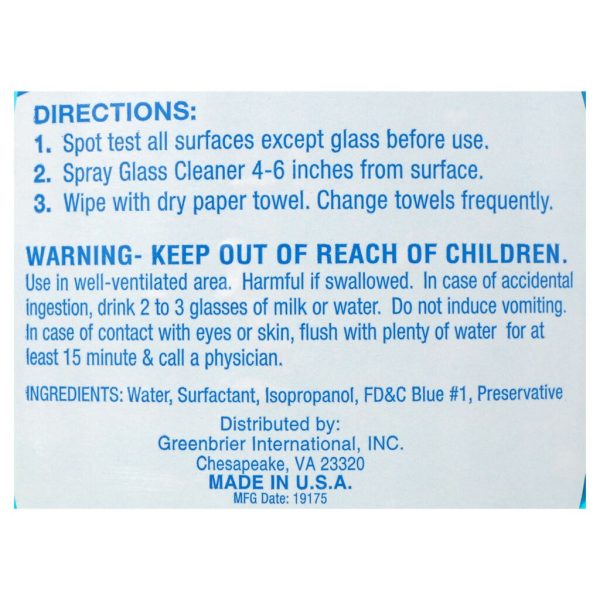 DIRECTIONS:
1. Spot test all surfaces except glass before use.
2. Spray Glass Cleaner 4-6 inches from surface.
3. Wipe with dry paper towel. Change towels frequently.
WARNING- KEEP OUT OF REACH OF CHILDREN.
Use in well-ventilated area. Harmful if swallowed. In case of accidental
ingestion, drink 2 to 3 glasses of milk or water. Do not induce vomiting.
In case of contact with eyes or skin, flush with plenty of water for at
least 15 minute & call a physician.
INGREDIENTS: Water, Surfactant, Isopropanol, FD&C Blue #1, Preservative
Distributed by:
Greenbrier International, INC.
Chesapeake, VA 23320
MADE IN U.S.A.
MFG Date: 19175